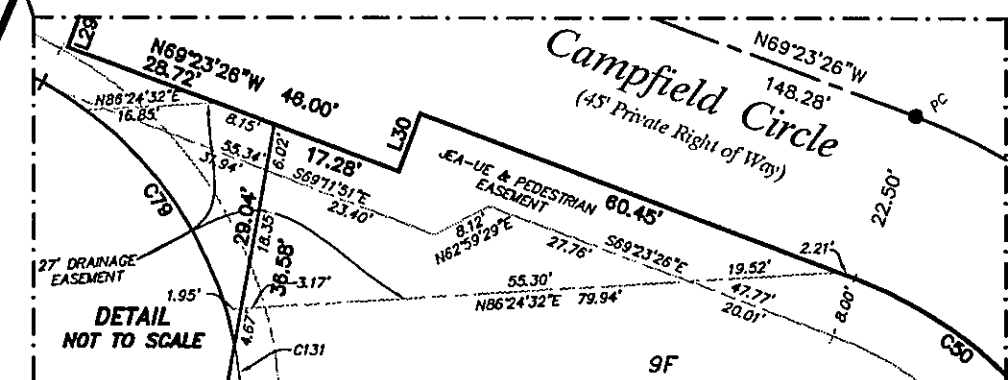 L29
N69°23'26"W
28.72'
46.00'
N86°24'32"E
16.85'
8.15'
55.34'
31.94'
6.02'
17.28'
L30
S69°11'51"E
23.40'
Campfield Circle
(45' Private Right of Way)
N69°23'26"W
148.28'
PC
22.50'
JEA-UE & PEDESTRIAN
EASEMENT
60.45'
8.12'
N62°59'29"E
27.76'
S69°23'26"E
2.21'
19.52'
47.77'
20.01'
8.00'
C50
C79
29.04'
18.35'
36.58'
3.17'
27' DRAINAGE
EASEMENT
1.95'
55.30'
N86°24'32"E 79.94'
4.67'
C131
DETAIL
NOT TO SCALE
9F